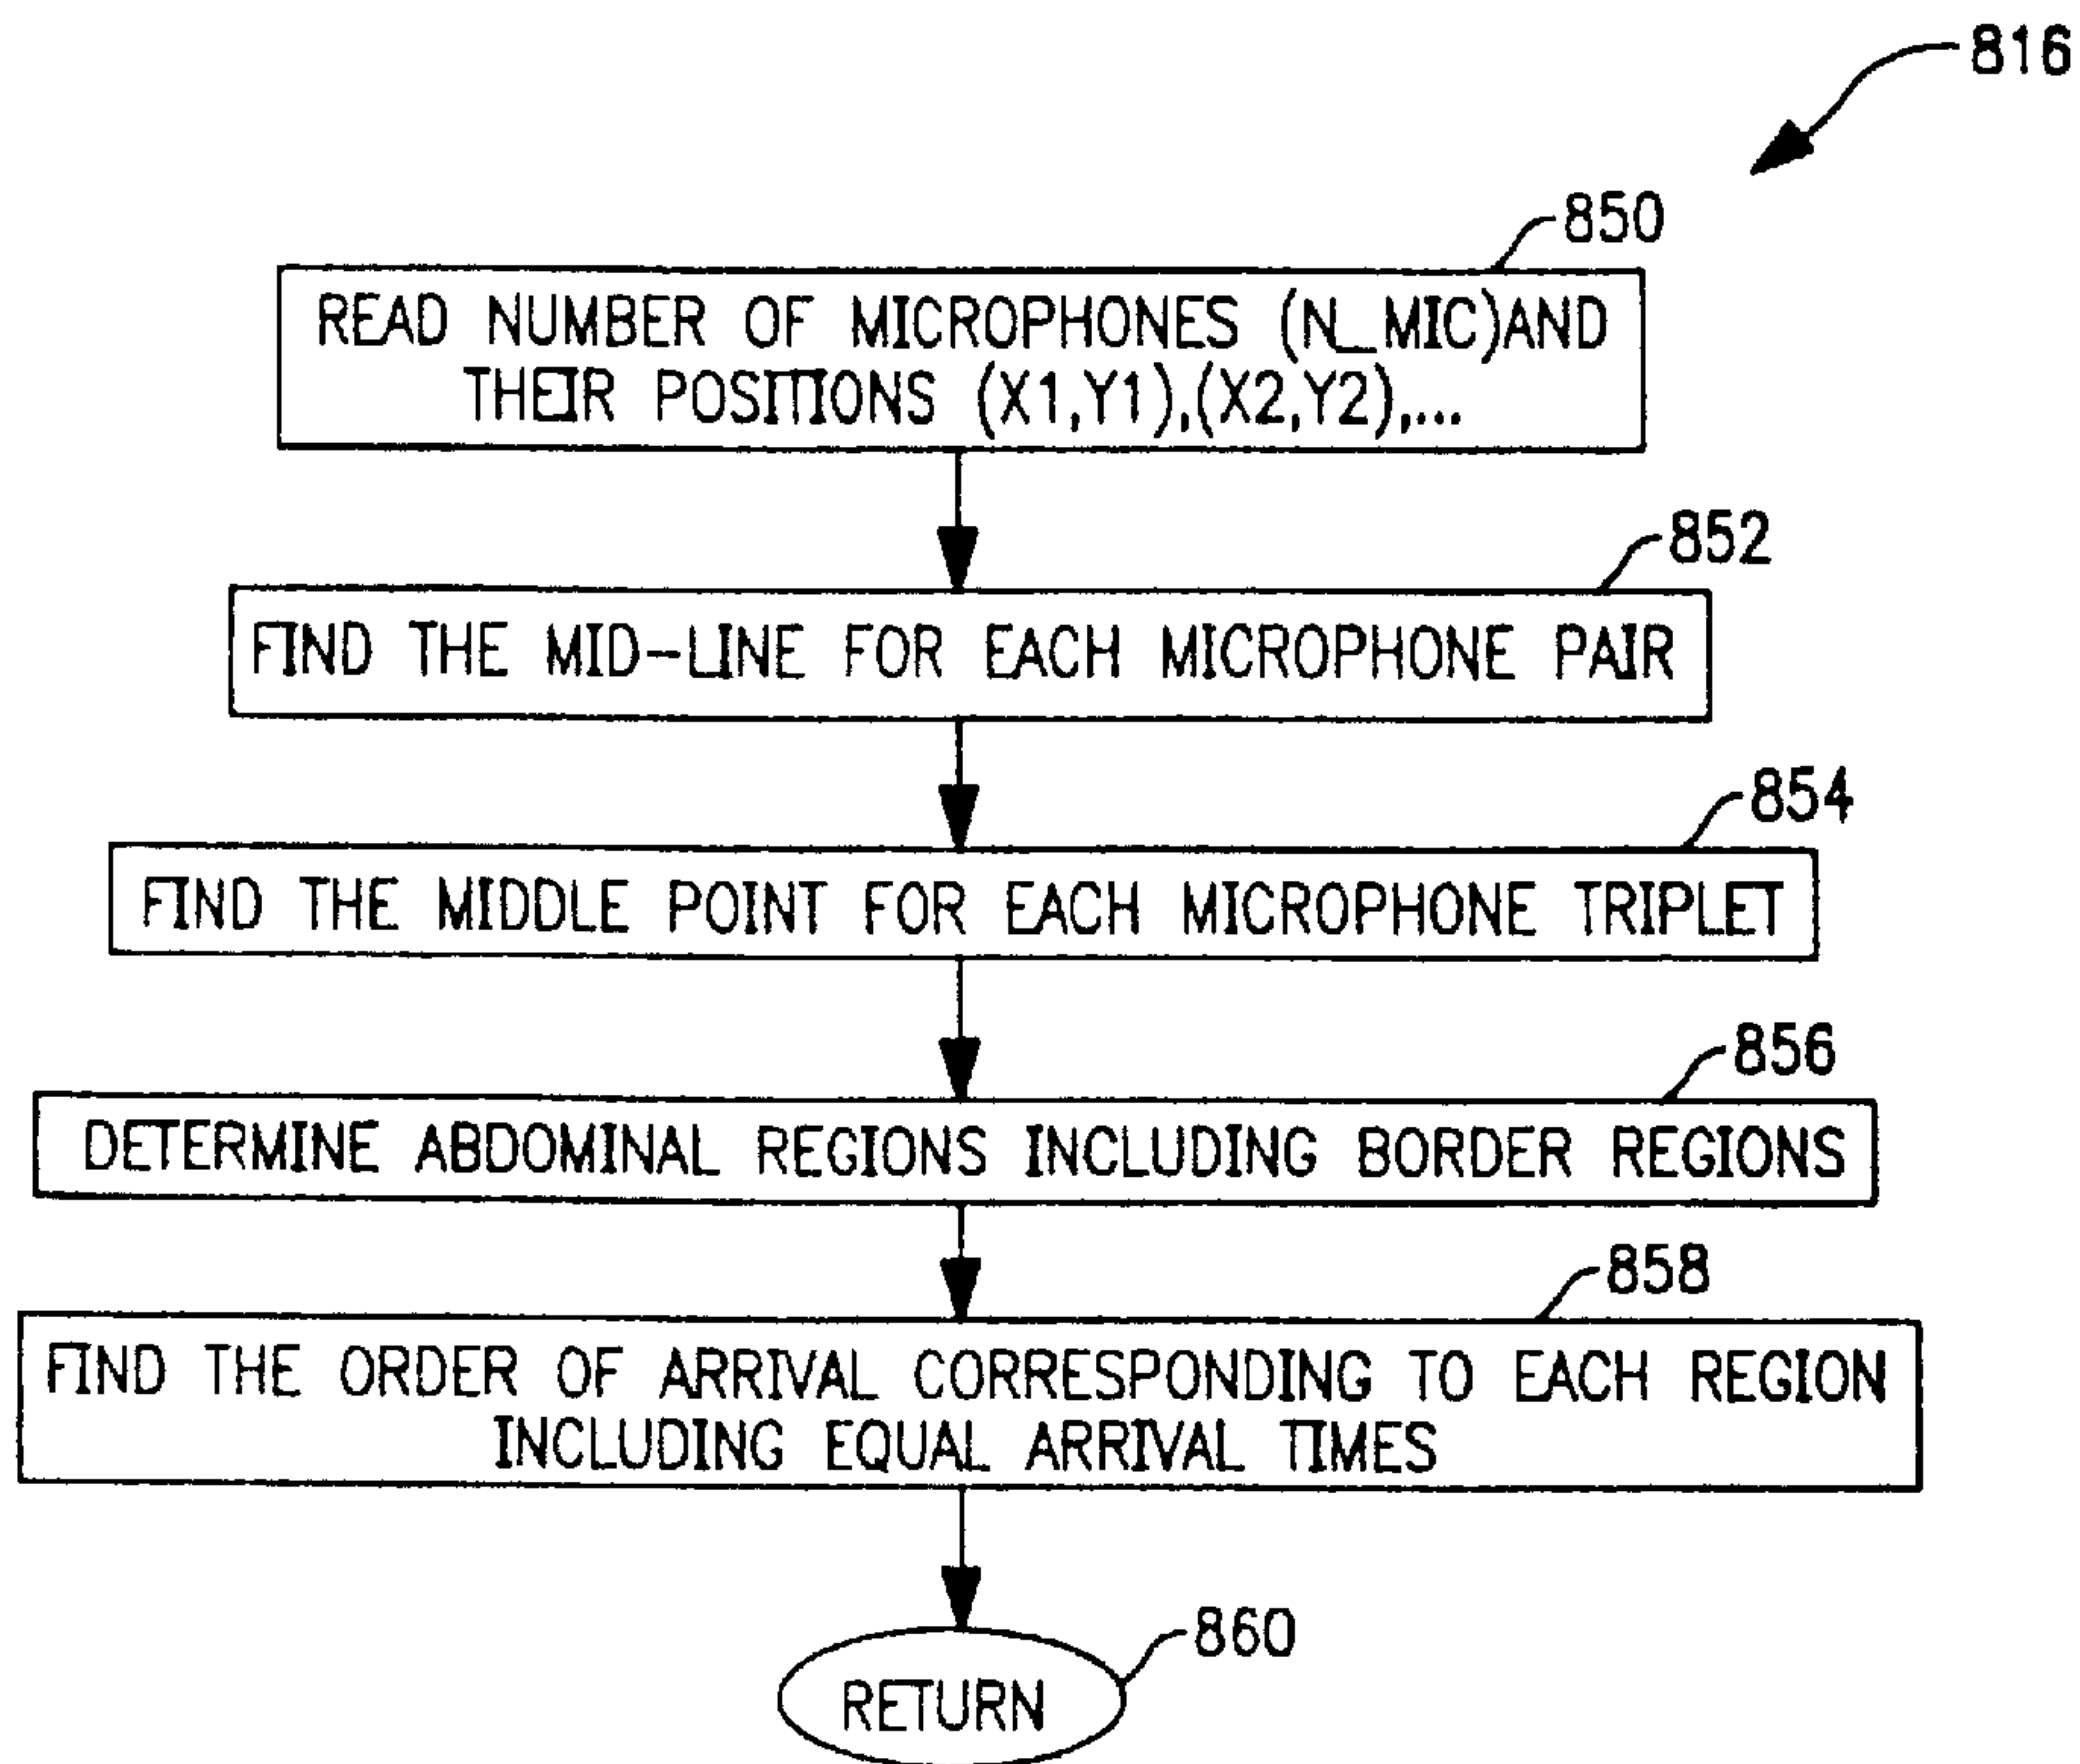 816
850
READ NUMBER OF MICROPHONES (N_MIC)AND
THEIR POSITIONS (X1,Y1),(X2,Y2),...
852
FIND THE MID-LINE FOR EACH MICROPHONE PAIR
854
FIND THE MIDDLE POINT FOR EACH MICROPHONE TRIPLET
856
DETERMINE ABDOMINAL REGIONS INCLUDING BORDER REGIONS
858
FIND THE ORDER OF ARRIVAL CORRESPONDING TO EACH REGION
INCLUDING EQUAL ARRIVAL TIMES
860
RETURN